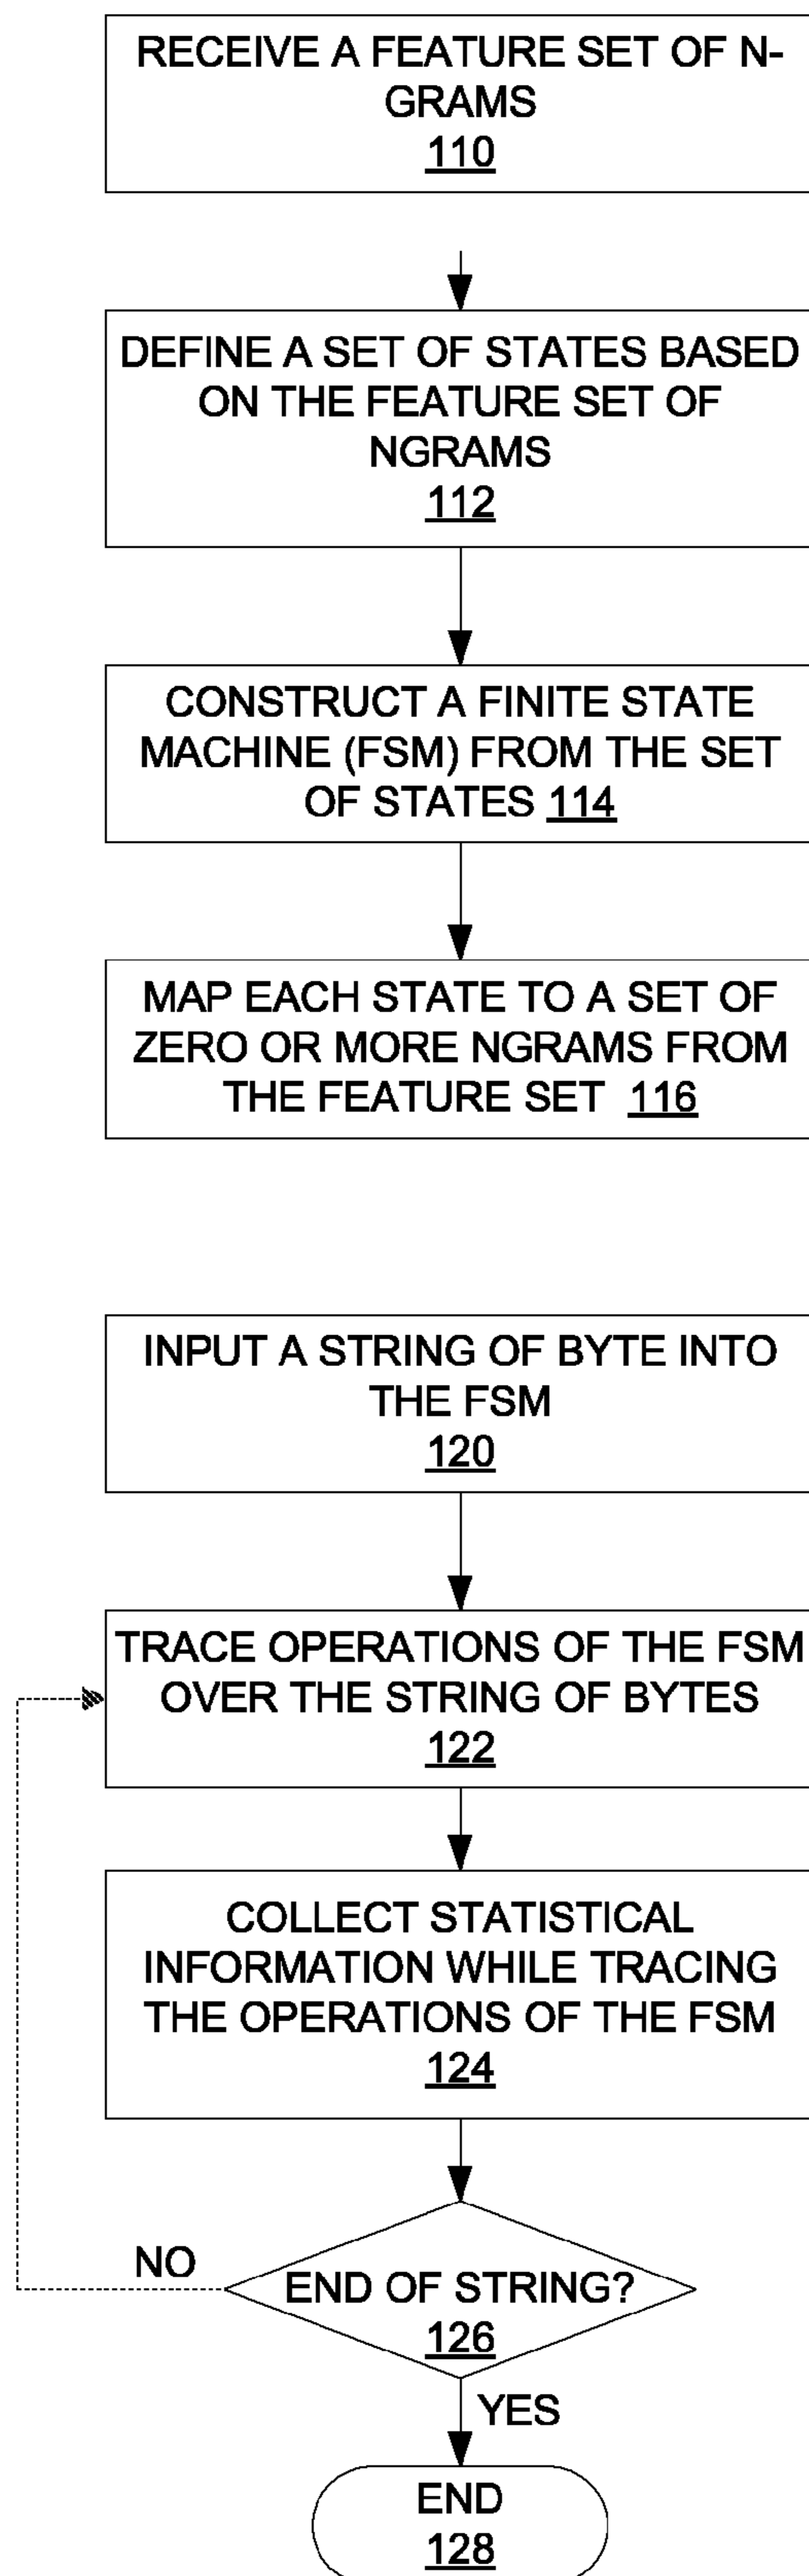 RECEIVE A FEATURE SET OF N-
GRAMS
110
DEFINE A SET OF STATES BASED
ON THE FEATURE SET OF
NGRAMS
112
CONSTRUCT A FINITE STATE
MACHINE (FSM) FROM THE SET
OF STATES 114
MAP EACH STATE TO A SET OF
ZERO OR MORE NGRAMS FROM
THE FEATURE SET 116
INPUT A STRING OF BYTE INTO
THE FSM
120
TRACE OPERATIONS OF THE FSM
OVER THE STRING OF BYTES
122
COLLECT STATISTICAL
INFORMATION WHILE TRACING
THE OPERATIONS OF THE FSM
124
NO
END OF STRING?
126
YES
END
128